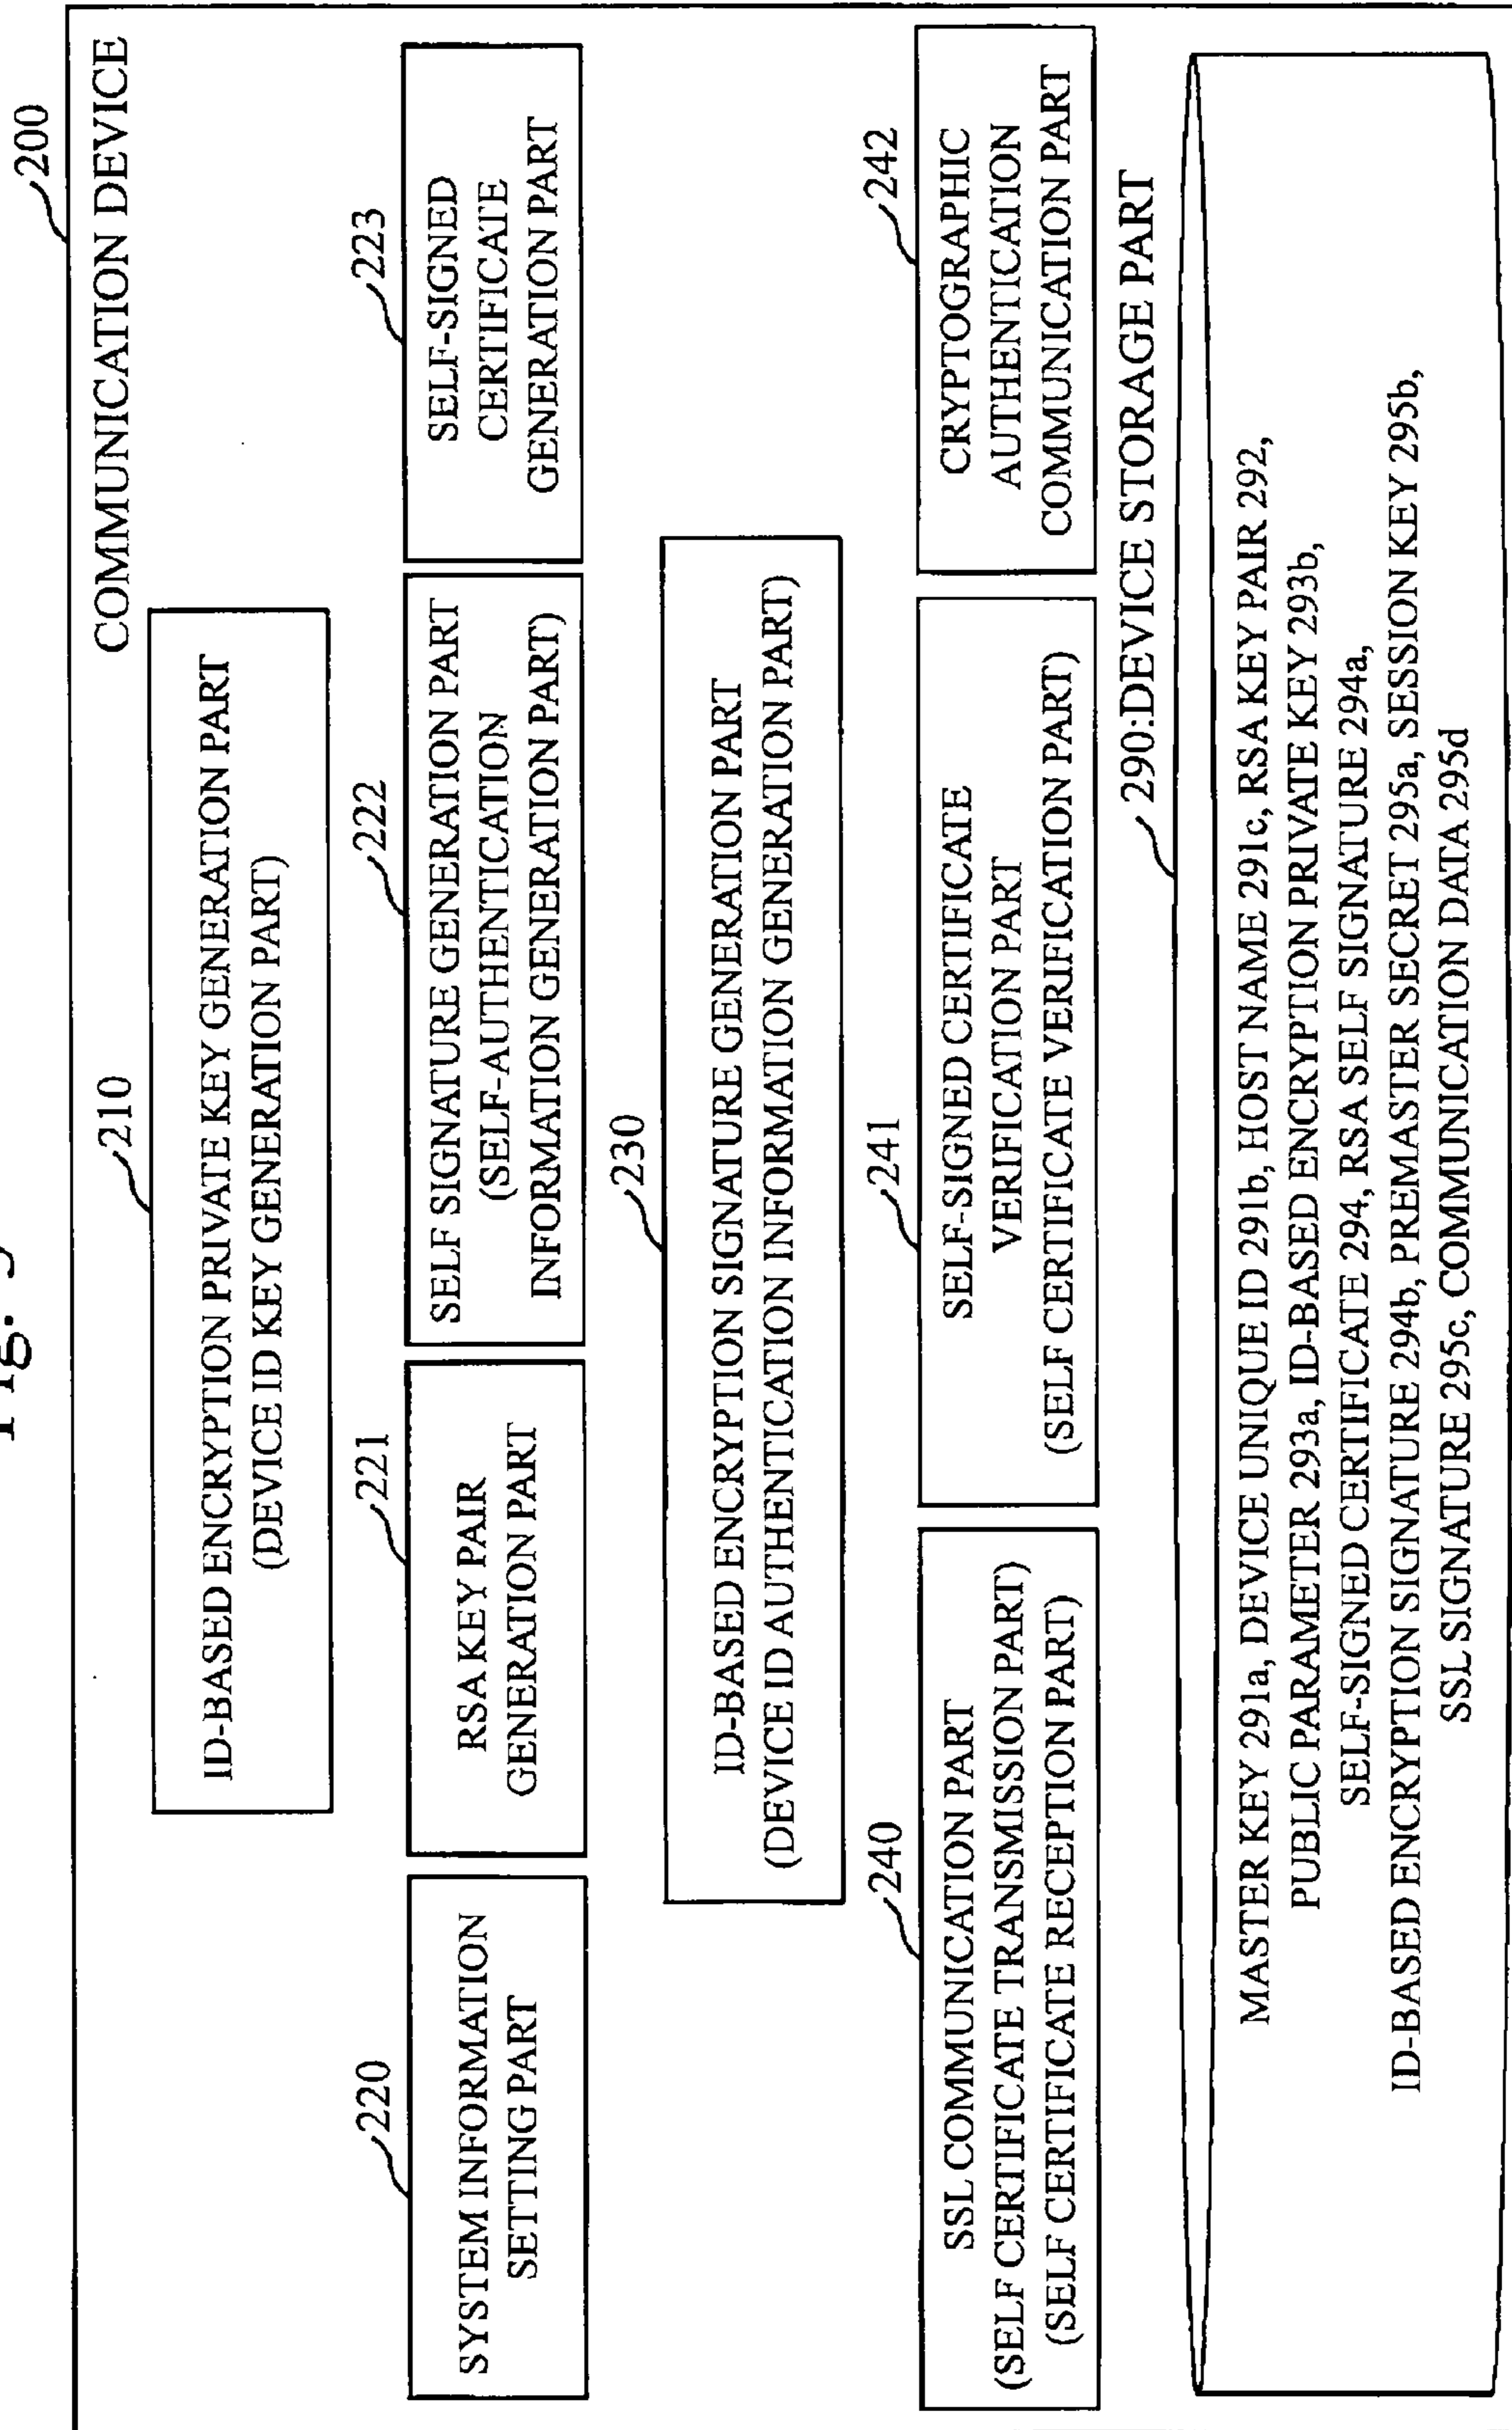 200
COMMUNICATION DEVICE
210
ID-BASED ENCRYPTION PRIVATE KEY GENERATION PART
(DEVICE ID KEY GENERATION PART)
220
SYSTEM INFORMATION
SETTING PART
221
RSA KEY PAIR
GENERATION PART
222
SELF SIGNATURE GENERATION PART
(SELF-AUTHENTICATION
INFORMATION GENERATION PART)
223
SELF-SIGNED
CERTIFICATE
GENERATION PART
230
ID-BASED ENCRYPTION SIGNATURE GENERATION PART
(DEVICE ID AUTHENTICATION INFORMATION GENERATION PART)
240
SSL COMMUNICATION PART
(SELF CERTIFICATE TRANSMISSION PART)
(SELF CERTIFICATE RECEPTION PART)
241
SELF-SIGNED CERTIFICATE
VERIFICATION PART
(SELF CERTIFICATE VERIFICATION PART)
242
CRYPTOGRAPHIC
AUTHENTICATION
COMMUNICATION PART
290:DEVICE STORAGE PART
MASTER KEY 291a, DEVICE UNIQUE ID 291b, HOST NAME 291c, RSA KEY PAIR 292,
PUBLIC PARAMETER 293a, ID-BASED ENCRYPTION PRIVATE KEY 293b,
SELF-SIGNED CERTIFICATE 294, RSA SELF SIGNATURE 294a,
ID-BASED ENCRYPTION SIGNATURE 294b, PREMASTER SECRET 295a, SESSION KEY 295b,
SSL SIGNATURE 295c, COMMUNICATION DATA 295d